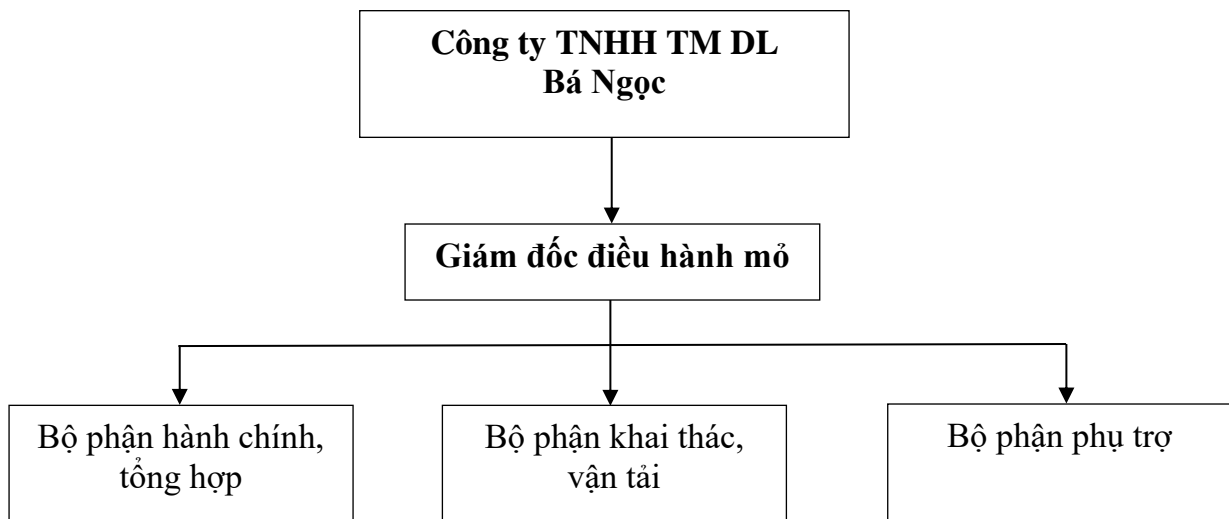 Công ty TNHH TM DL
Bá Ngọc
Giám đốc điều hành mỏ
Bộ phận hành chính,
tổng hợp
Bộ phận khai thác,
vận tải
Bộ phận phụ trợ